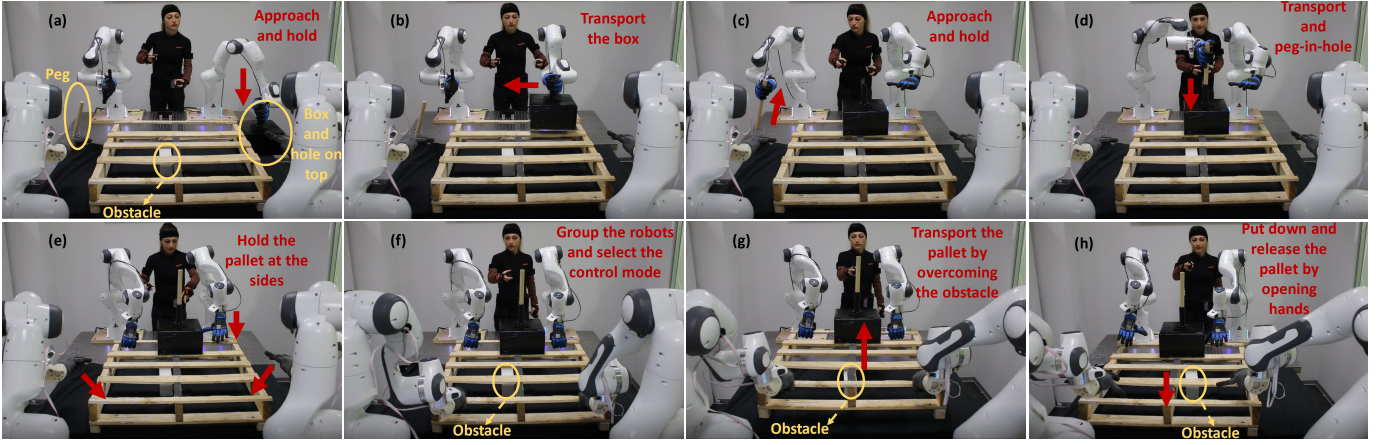 (a)
Approach
and hold
Peg
Box
and
hole on
top
Obstacle
(b)
Transport
the box
(c)
Approach
and hold
(d)
Transport
and
peg-in-hole
(e)
Hold the
pallet at the
sides
(f)
Group the robots
and select the
control mode
Obstacle
(g)
Transport the
pallet by
overcoming
the obstacle
Obstacle
(h)
Put down and
release the
pallet by
opening
hands
Obstacle